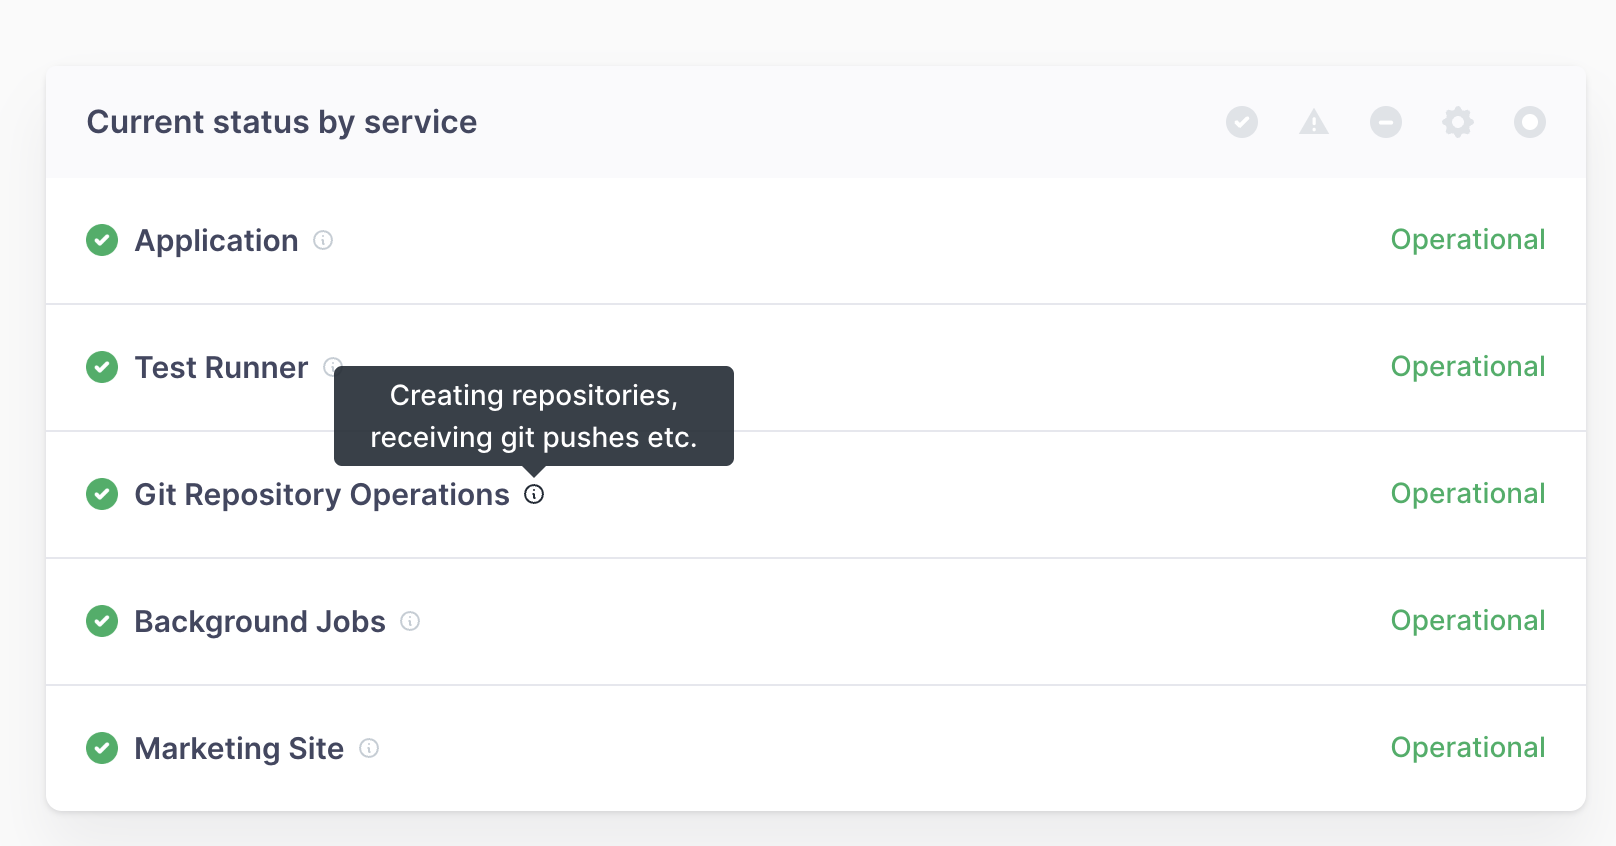 Current status by service
Application
Operational
Test Runner
Operational
Creating repositories,
receiving git pushes etc.
Git Repository Operations
Operational
Background Jobs
Operational
Marketing Site
Operational